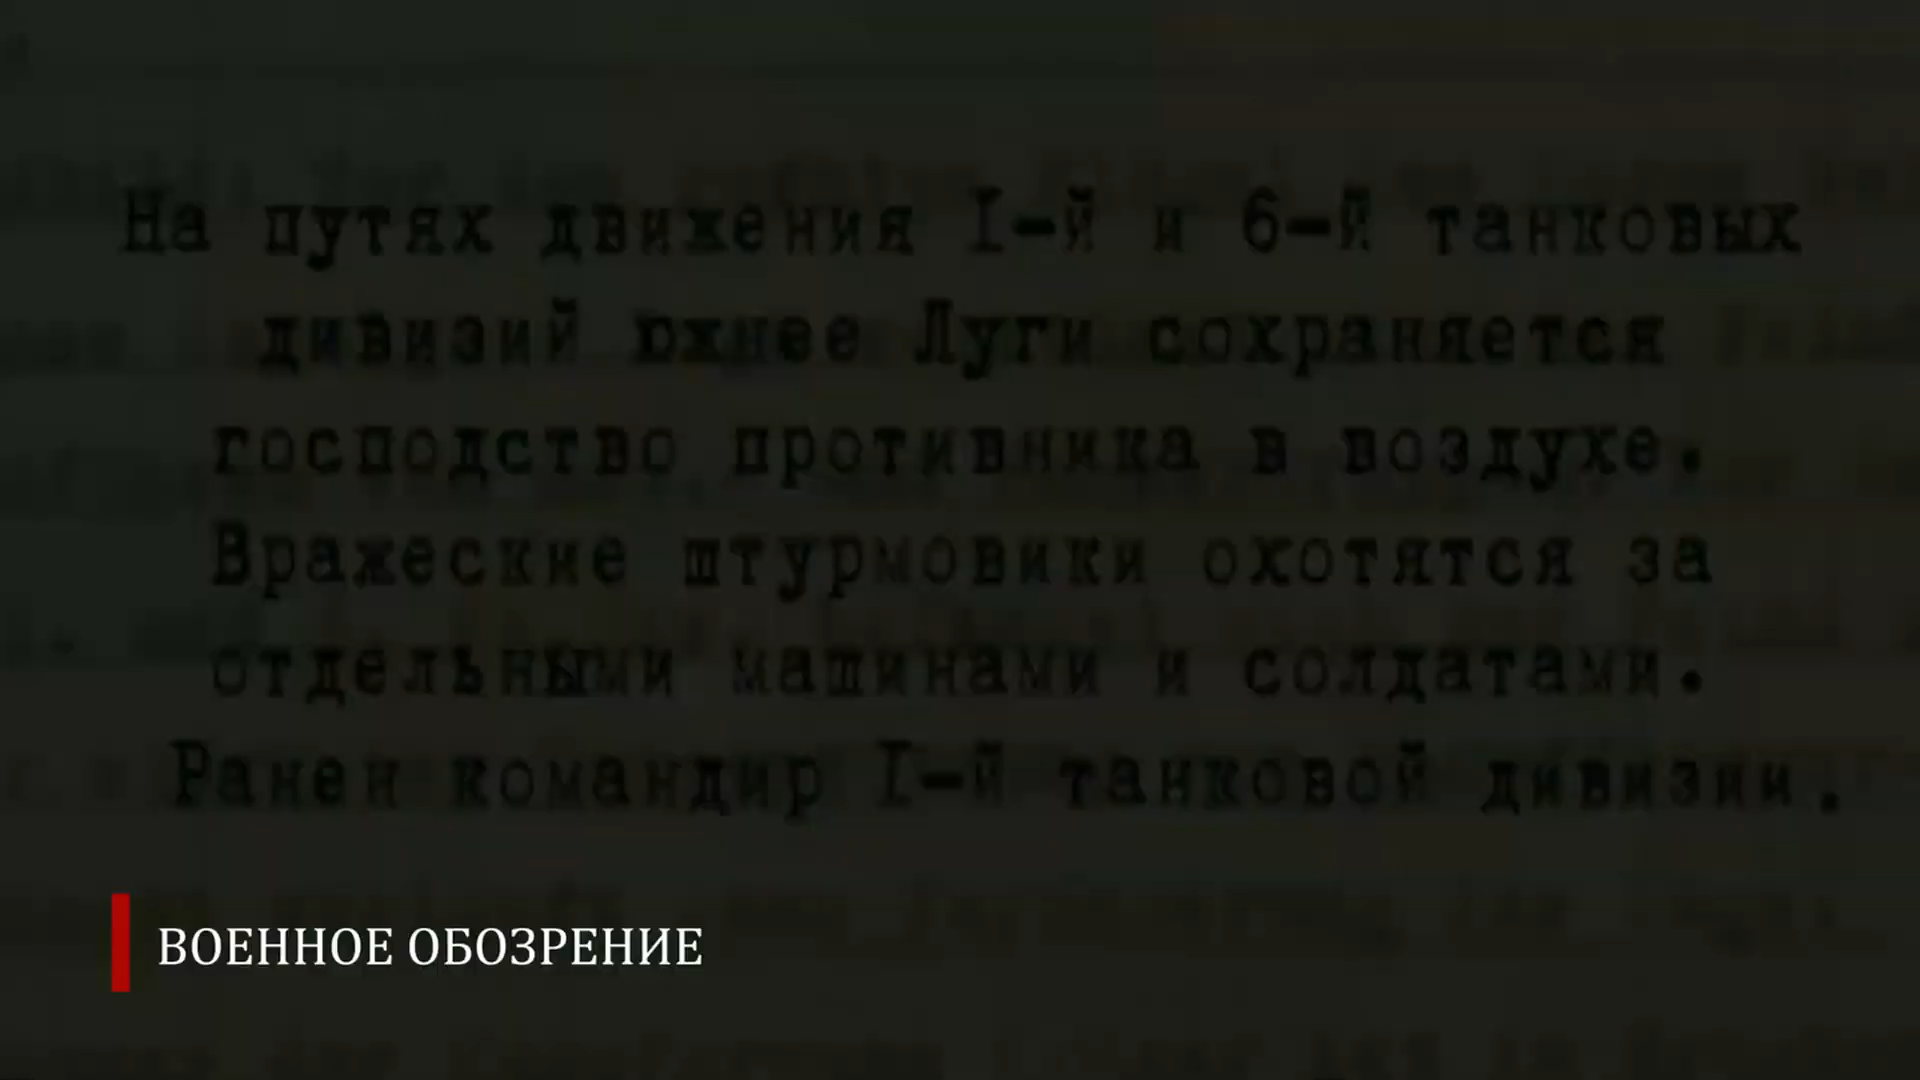 На путях движения I-й и 6-й танковых
дивизий южнее Луги сохраняется
господство противника в воздухе.
Вражеские штурмовики охотятся за
отдельными машинами и солдатами.
Ранен командир I-й танковой дивизии.
ВОЕННОЕ ОБОЗРЕНИЕ